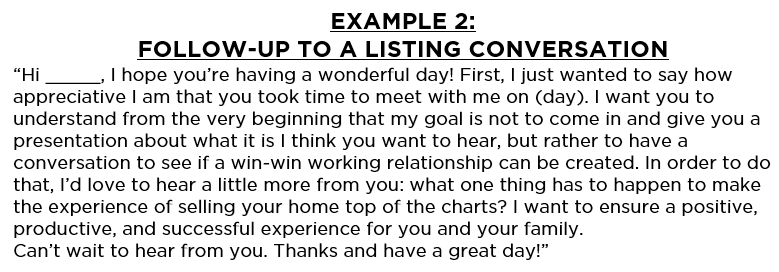 EXAMPLE 2:
FOLLOW-UP TO A LISTING CONVERSATION
“Hi _____, I hope you’re having a wonderful day! First, I just wanted to say how
appreciative I am that you took time to meet with me on (day). I want you to
understand from the very beginning that my goal is not to come in and give you a
presentation about what it is I think you want to hear, but rather to have a
conversation to see if a win-win working relationship can be created. In order to do
that, I’d love to hear a little more from you: what one thing has to happen to make
the experience of selling your home top of the charts? I want to ensure a positive,
productive, and successful experience for you and your family.
Can’t wait to hear from you. Thanks and have a great day!”